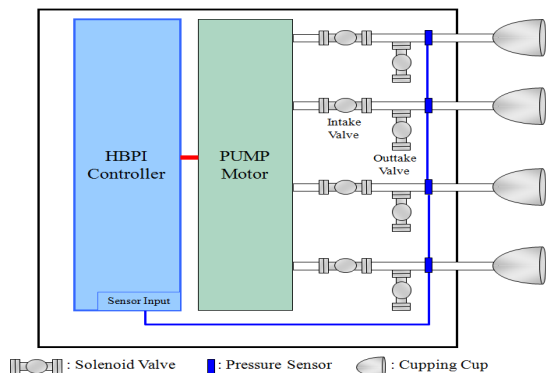 HBPI
Controller
PUMP
Motor
Intake
Valve
Outtake
Valve
Sensor Input
: Solenoid Valve
: Pressure Sensor
: Cupping Cup